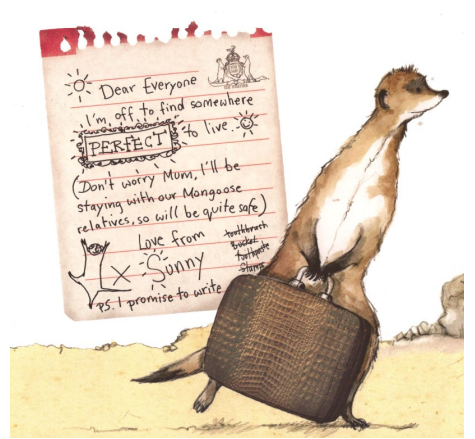 Dear Everyone
I'm off to find somewhere
PERFECT to live.
(Don't worry Mum, I'll be
staying with our Mongoose
relatives, so will be quite safe)
Love from
Sunny
toothbrush
Bucket
toothpaste
Stamps
PS. I promise to write